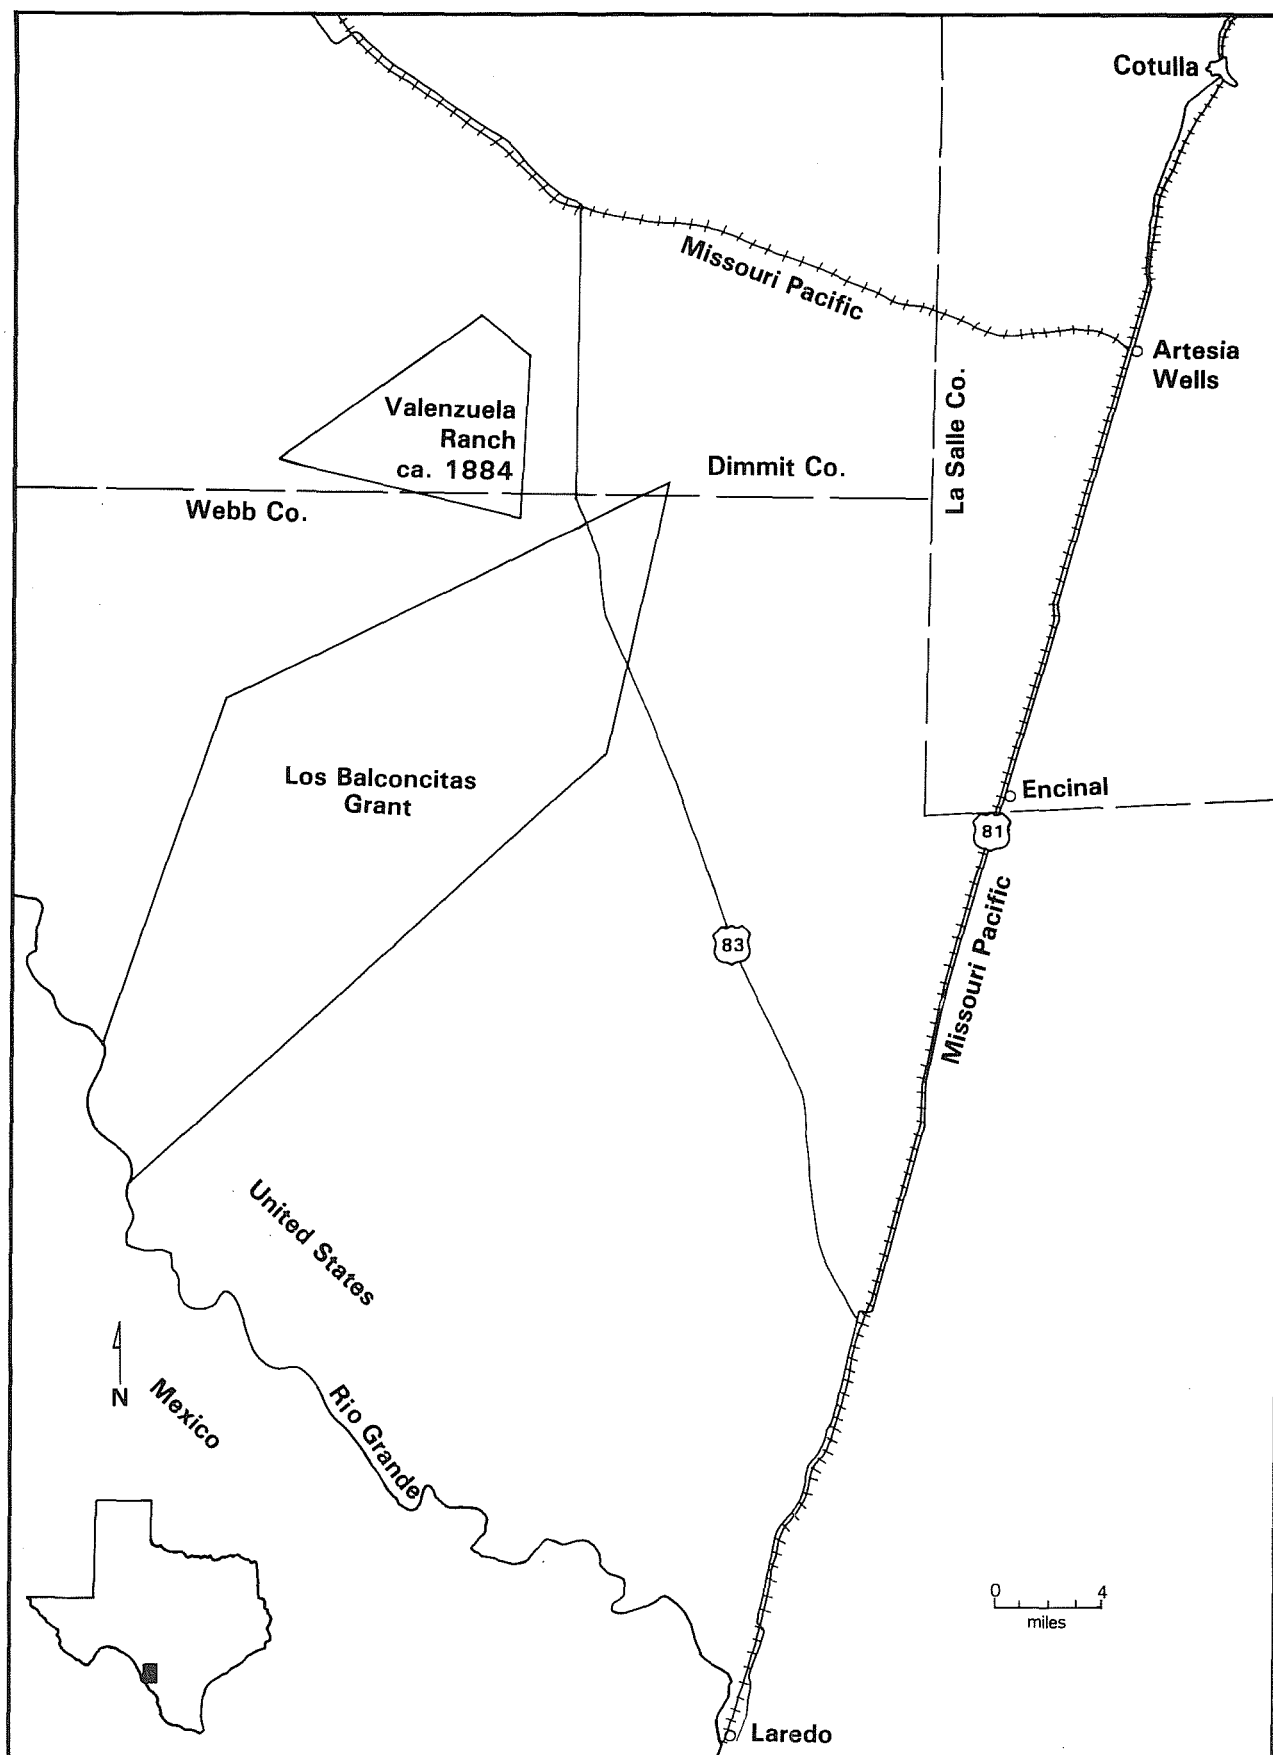 Cotulla
Missouri Pacific
Artesia
Wells
Valenzuela
Ranch
ca. 1884
La Salle Co.
Dimmit Co.
Webb Co.
Los Balconcitas
Grant
Encinal
81
Missouri Pacific
83
United States
N
Mexico
Rio Grande
0 4
miles
Laredo